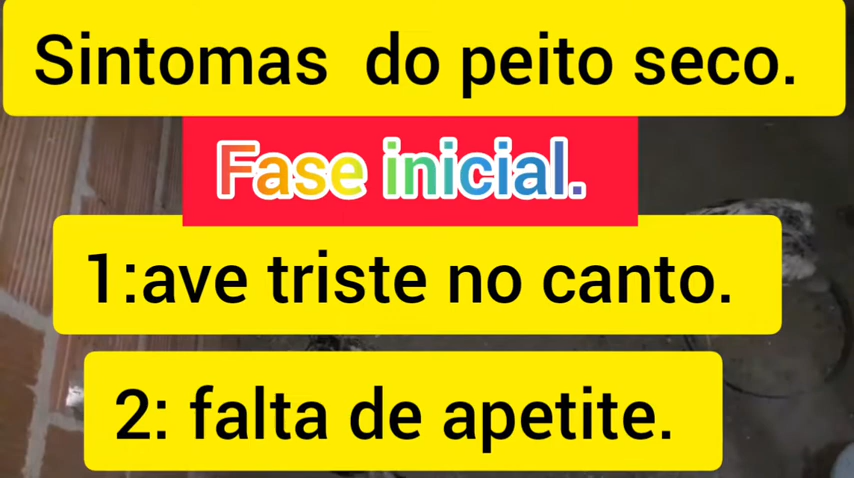 Sintomas do peito seco.
Fase inicial.
1:ave triste no canto.
2: falta de apetite.